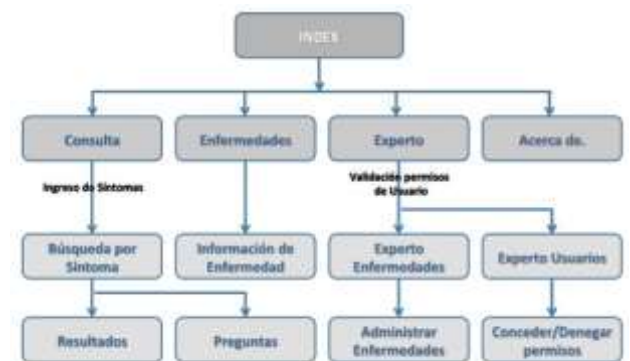 INDEX
Consulta
Enfermedades
Experto
Acerca de.
Ingreso de Síntomas
Validación permisos
de Usuario
Búsqueda por
Síntoma
Información de
Enfermedad
Experto
Enfermedades
Experto Usuarios
Resultados
Preguntas
Administrar
Enfermedades
Conceder/Denegar
permisos